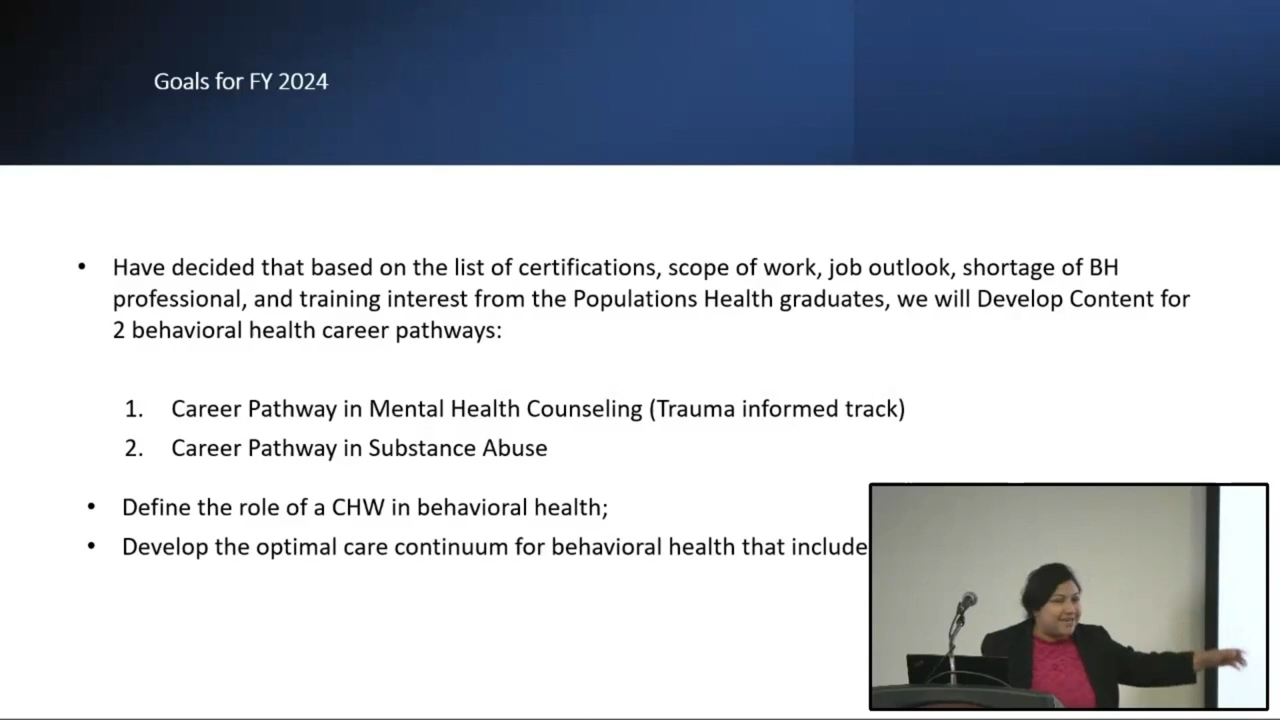 Goals for FY 2024
• Have decided that based on the list of certifications, scope of work, job outlook, shortage of BH
professional, and training interest from the Populations Health graduates, we will Develop Content for
2 behavioral health career pathways:
1. Career Pathway in Mental Health Counseling (Trauma informed track)
2. Career Pathway in Substance Abuse
• Define the role of a CHW in behavioral health;
• Develop the optimal care continuum for behavioral health that include